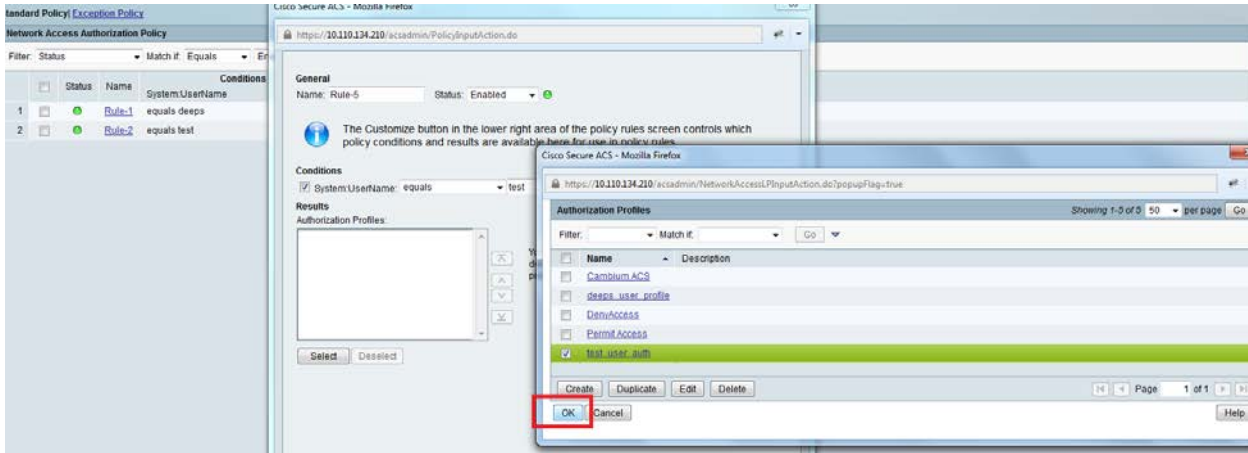 tandard Policy| Exception Policy
Network Access Authorization Policy
Filter: Status Match if: Equals En
Status Name Conditions
System:UserName
1 Rule-1 equals deeps
2 Rule-2 equals test
Cisco Secure ACS - Mozilla Firefox
https://10.110.134.210/acsadmin/PolicyInputAction.do
General
Name: Rule-5 Status: Enabled
The Customize button in the lower right area of the policy rules screen controls which
policy conditions and results are available here for use in policy rules.
Conditions
System:UserName: equals test
Results
Authorization Profiles:
Select Deselect
Cisco Secure ACS - Mozilla Firefox
https://10.110.134.210/acsadmin/NetworkAccessLPInputAction.do?popupFlag=true
Authorization Profiles Showing 1-5 of 5 50 per page Go
Filter: Match if: Go
Name Description
Cambium ACS
deeps_user_profile
DenyAccess
Permit Access
test_user_auth
Create Duplicate Edit Delete Page 1 of 1
OK Cancel Help